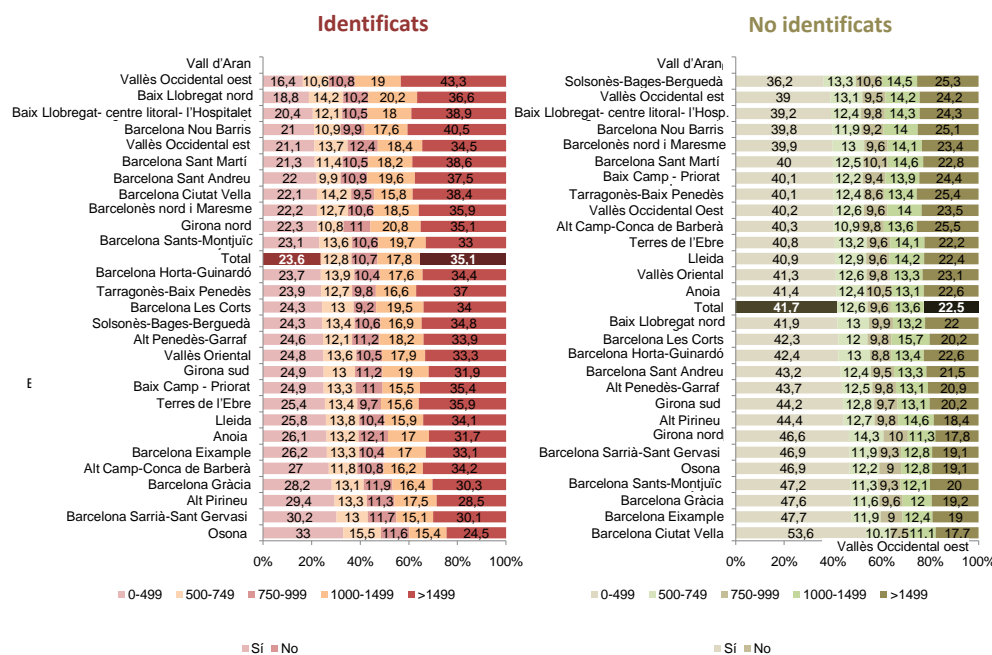 Identificats
Vall d'Aran
Vallès Occidental oest 16,4 10,6 10,8 19 43,3
Baix Llobregat nord 18,8 14,2 10,2 20,2 36,6
Baix Llobregat- centre litoral- l'Hospitalet 20,4 12,1 10,5 18 38,9
Barcelona Nou Barris 21 10,9 9,9 17,6 40,5
Vallès Occidental est 21,1 13,7 12,4 18,4 34,5
Barcelona Sant Martí 21,3 11,4 10,5 18,2 38,6
Barcelona Sant Andreu 22 9,9 10,9 19,6 37,5
Barcelona Ciutat Vella 22,1 14,2 9,5 15,8 38,4
Barcelonès nord i Maresme 22,2 12,7 10,6 18,5 35,9
Girona nord 22,3 10,8 11 20,8 35,1
Barcelona Sants-Montjuïc 23,1 13,6 10,6 19,7 33
Total 23,6 12,8 10,7 17,8 35,1
Barcelona Horta-Guinardó 23,7 13,9 10,4 17,6 34,4
Tarragonès-Baix Penedès 23,9 12,7 9,8 16,6 37
Barcelona Les Corts 24,3 13 9,2 19,5 34
Solsonès-Bages-Berguedà 24,3 13,4 10,6 16,9 34,8
Alt Penedès-Garraf 24,6 12,1 11,2 18,2 33,9
Vallès Oriental 24,8 13,6 10,5 17,9 33,3
Girona sud 24,9 13 11,2 19 31,9
Baix Camp - Priorat 24,9 13,3 11 15,5 35,4
Terres de l'Ebre 25,4 13,4 9,7 15,6 35,9
Lleida 25,8 13,8 10,4 15,9 34,1
Anoia 26,1 13,2 12,1 17 31,7
Barcelona Eixample 26,2 13,3 10,4 17 33,1
Alt Camp-Conca de Barberà 27 11,8 10,8 16,2 34,2
Barcelona Gràcia 28,2 13,1 11,9 16,4 30,3
Alt Pirineu 29,4 13,3 11,3 17,5 28,5
Barcelona Sarrià-Sant Gervasi 30,2 13 11,7 15,1 30,1
Osona 33 15,5 11,6 15,4 24,5
0% 20% 40% 60% 80% 100%
0-499 500-749 750-999 1000-1499 >1499
Sí No
No identificats
Vall d'Aran
Solsonès-Bages-Berguedà 36,2 13,3 10,6 14,5 25,3
Vallès Occidental est 39 13,1 9,5 14,2 24,2
Baix Llobregat- centre litoral- l'Hosp. 39,2 12,4 9,8 14,3 24,3
Barcelona Nou Barris 39,8 11,9 9,2 14 25,1
Barcelonès nord i Maresme 39,9 13 9,6 14,1 23,4
Barcelona Sant Martí 40 12,5 10,1 14,6 22,8
Baix Camp - Priorat 40,1 12,2 9,4 13,9 24,4
Tarragonès-Baix Penedès 40,1 12,4 8,6 13,4 25,4
Vallès Occidental Oest 40,2 12,6 9,6 14 23,5
Alt Camp-Conca de Barberà 40,3 10,9 9,8 13,6 25,5
Terres de l'Ebre 40,8 13,2 9,6 14,1 22,2
Lleida 40,9 12,9 9,6 14,2 22,4
Vallès Oriental 41,3 12,6 9,8 13,3 23,1
Anoia 41,4 12,4 10,5 13,1 22,6
Total 41,7 12,6 9,6 13,6 22,5
Baix Llobregat nord 41,9 13 9,9 13,2 22
Barcelona Les Corts 42,3 12 9,8 15,7 20,2
Barcelona Horta-Guinardó 42,4 13 8,8 13,4 22,6
Barcelona Sant Andreu 43,2 12,4 9,5 13,3 21,5
Alt Penedès-Garraf 43,7 12,5 9,8 13,1 20,9
Girona sud 44,2 12,8 9,7 13,1 20,2
Alt Pirineu 44,4 12,7 9,8 14,6 18,4
Girona nord 46,6 14,3 10 11,3 17,8
Barcelona Sarrià-Sant Gervasi 46,9 11,9 9,3 12,8 19,1
Osona 46,9 12,2 9 12,8 19,1
Barcelona Sants-Montjuïc 47,2 11,3 9,3 12,1 20
Barcelona Gràcia 47,6 11,6 9,6 12 19,2
Barcelona Eixample 47,7 11,9 9 12,4 19
Barcelona Ciutat Vella 53,6 10,1 7,5 11,1 17,7
Vallès Occidental oest
0% 20% 40% 60% 80% 100%
0-499 500-749 750-999 1000-1499 >1499
Sí No